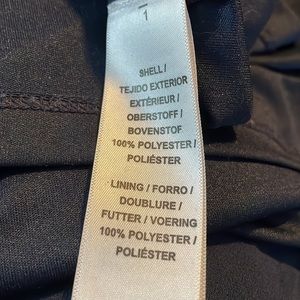 1
SHELL /
TEJIDO EXTERIOR
EXTÉRIEUR /
OBERSTOFF /
BOVENSTOF
100% POLYESTER /
POLIÉSTER
LINING / FORRO /
DOUBLURE /
FUTTER / VOERING
100% POLYESTER /
POLIÉSTER